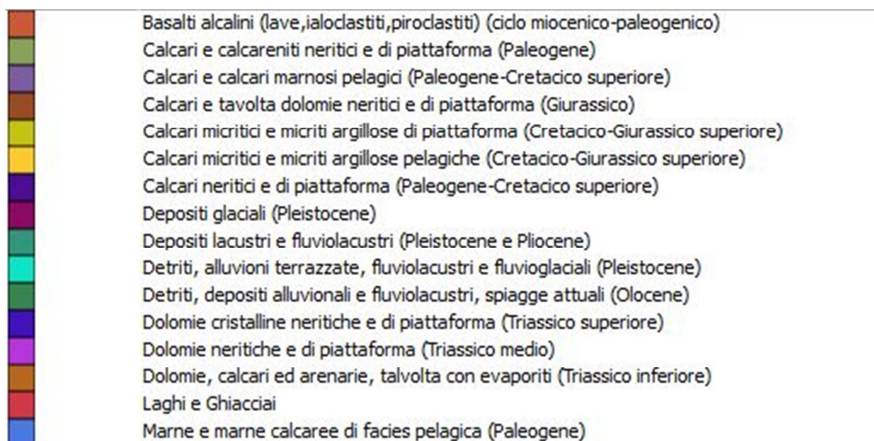 Basalti alcalini (lave,ialoclastiti,piroclastiti) (ciclo miocenico-paleogenico)
Calcari e calcareniti neritici e di piattaforma (Paleogene)
Calcari e calcari marnosi pelagici (Paleogene-Cretacico superiore)
Calcari e tavolta dolomie neritici e di piattaforma (Giurassico)
Calcari micritici e micriti argillose di piattaforma (Cretacico-Giurassico superiore)
Calcari micritici e micriti argillose pelagiche (Cretacico-Giurassico superiore)
Calcari neritici e di piattaforma (Paleogene-Cretacico superiore)
Depositi glaciali (Pleistocene)
Depositi lacustri e fluviolacustri (Pleistocene e Pliocene)
Detriti, alluvioni terrazzate, fluviolacustri e fluvioglaciali (Pleistocene)
Detriti, depositi alluvionali e fluviolacustri, spiagge attuali (Olocene)
Dolomie cristalline neritiche e di piattaforma (Triassico superiore)
Dolomie neritiche e di piattaforma (Triassico medio)
Dolomie, calcari ed arenarie, talvolta con evaporiti (Triassico inferiore)
Laghi e Ghiacciai
Marne e marne calcaree di facies pelagica (Paleogene)